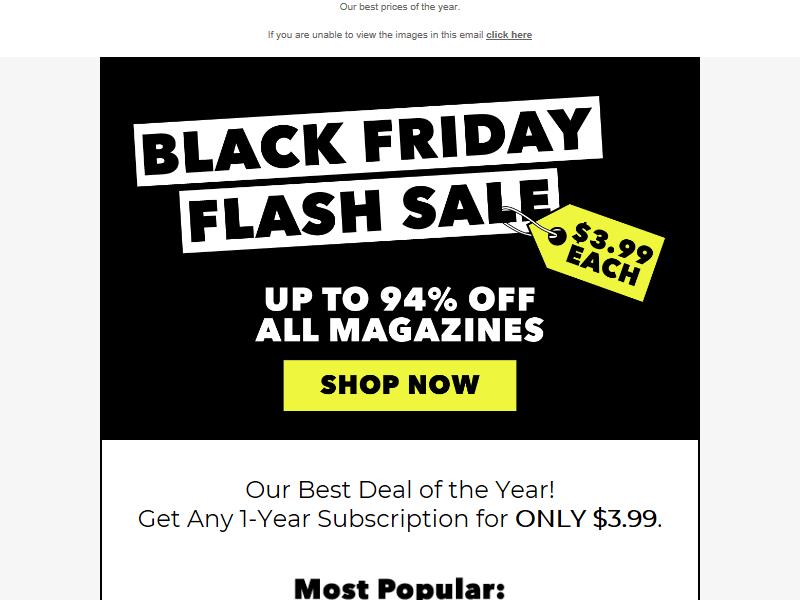 Our best prices of the year.
If you are unable to view the images in this email click here
BLACK FRIDAY
FLASH SALE
$3.99
EACH
UP TO 94% OFF
ALL MAGAZINES
SHOP NOW
Our Best Deal of the Year!
Get Any 1-Year Subscription for ONLY $3.99.
Most Popular: